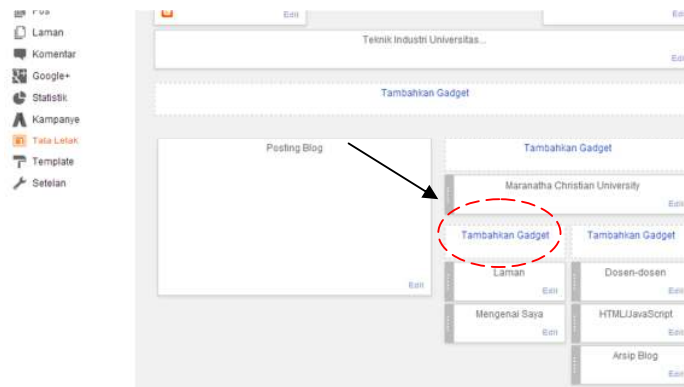 Pos
Laman
Komentar
Google+
Statistik
Kampanye
Tata Letak
Template
Setelan
Edit
Edit
Teknik Industri Universitas...
Edit
Tambahkan Gadget
Posting Blog
Edit
Tambahkan Gadget
Maranatha Christian University
Edit
Tambahkan Gadget
Tambahkan Gadget
Laman
Edit
Dosen-dosen
Edit
Mengenai Saya
Edit
HTML/JavaScript
Edit
Arsip Blog
Edit